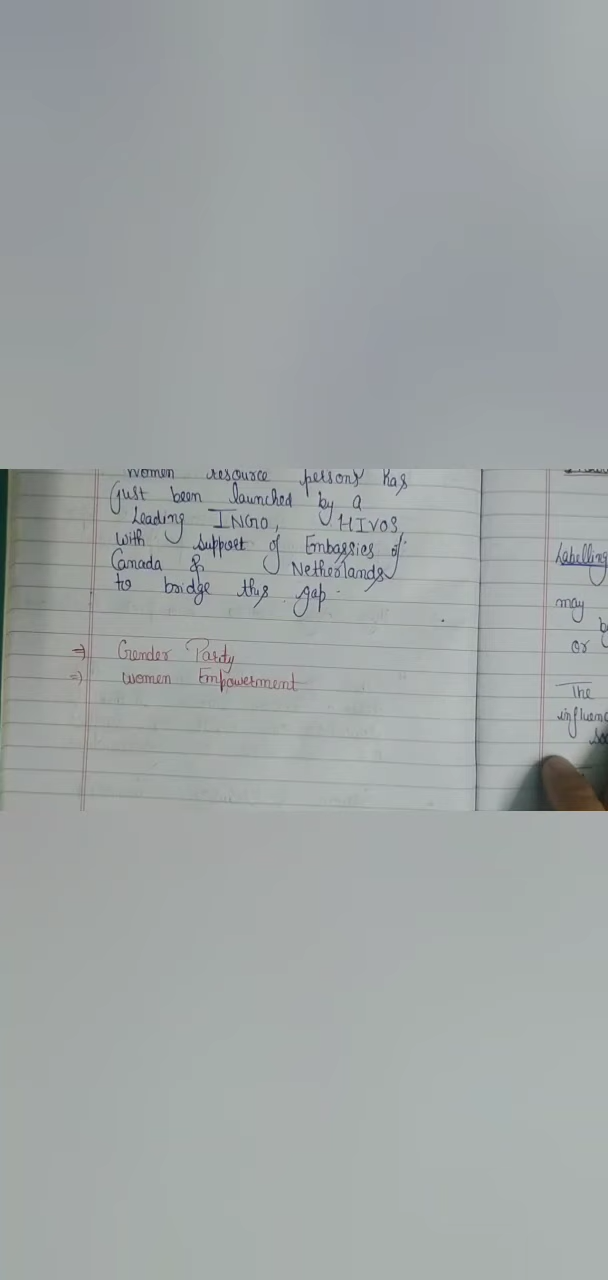 women resource persons has
just been launched by a
Leading INGO, HIVOS,
with support of Embassies of
Canada & Netherlands
to bridge this gap.
⇒ Gender Parity
⇒ Women Empowerment
Labelling
may
or
The